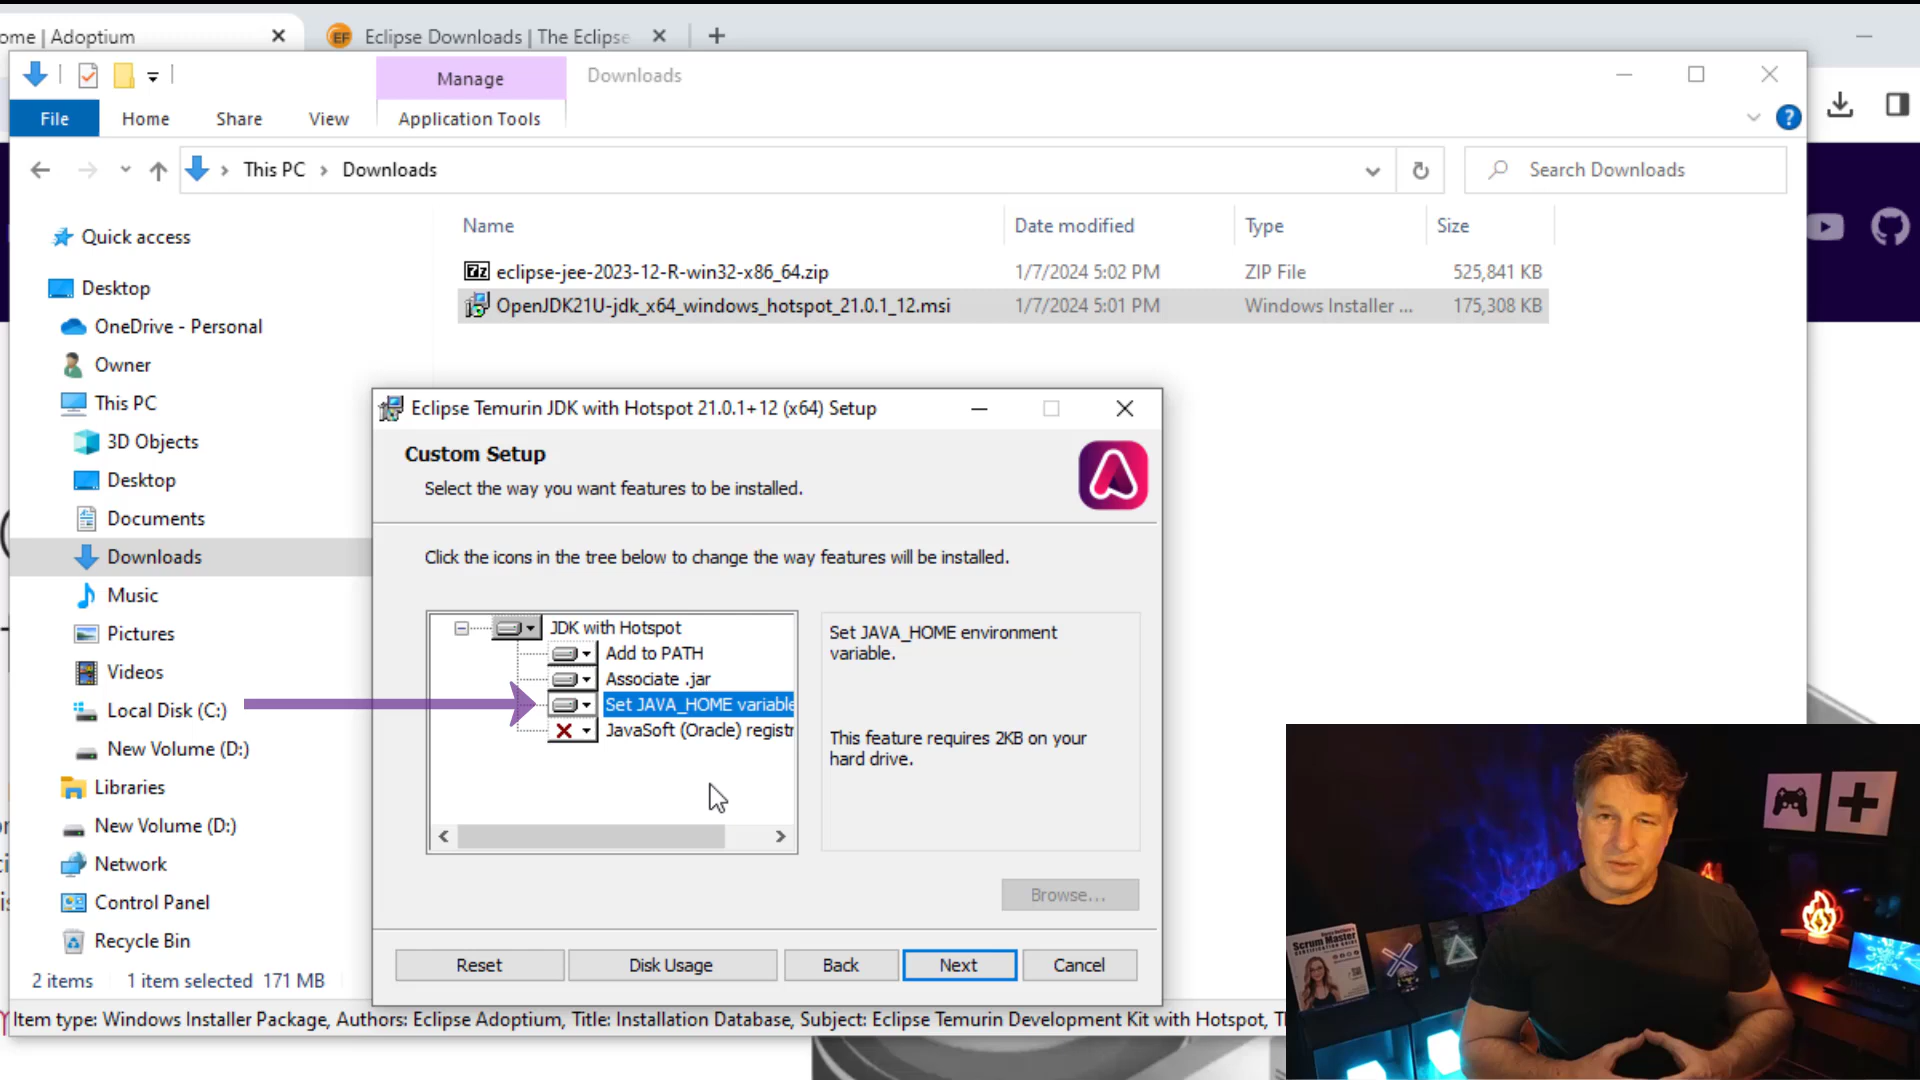 ome | Adoptium
EF Eclipse Downloads | The Eclipse
Manage
Downloads
File
Home
Share
View
Application Tools
?
This PC
Downloads
Search Downloads
Name
Date modified
Type
Size
7z eclipse-jee-2023-12-R-win32-x86_64.zip
1/7/2024 5:02 PM
ZIP File
525,841 KB
OpenJDK21U-jdk_x64_windows_hotspot_21.0.1_12.msi
1/7/2024 5:01 PM
Windows Installer ...
175,308 KB
Quick access
Desktop
OneDrive - Personal
Owner
This PC
3D Objects
Desktop
Documents
Downloads
Music
Pictures
Videos
Local Disk (C:)
New Volume (D:)
Libraries
New Volume (D:)
Network
Control Panel
Recycle Bin
2 items
1 item selected 171 MB
Eclipse Temurin JDK with Hotspot 21.0.1+12 (x64) Setup
Custom Setup
Select the way you want features to be installed.
Click the icons in the tree below to change the way features will be installed.
JDK with Hotspot
Add to PATH
Associate .jar
Set JAVA_HOME variable
JavaSoft (Oracle) registr
Set JAVA_HOME environment
variable.
This feature requires 2KB on your
hard drive.
Browse...
Reset
Disk Usage
Back
Next
Cancel
Item type: Windows Installer Package, Authors: Eclipse Adoptium, Title: Installation Database, Subject: Eclipse Temurin Development Kit with Hotspot, T
Scrum Master